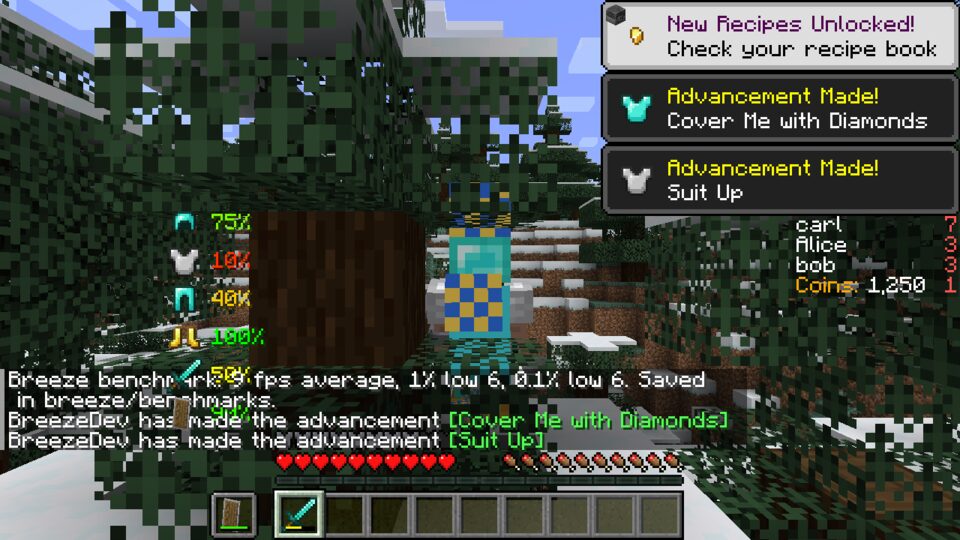 New Recipes Unlocked!
Check your recipe book
Advancement Made!
Cover Me with Diamonds
Advancement Made!
Suit Up
carl 7
Alice 3
bob 3
Coins: 1,250 1
75%
10%
40%
100%
50%
Breeze benchmark: 9 fps average, 1% low 6, 0.1% low 6. Saved
in breeze/benchmarks.
BreezeDev has made the advancement [Cover Me with Diamonds]
BreezeDev has made the advancement [Suit Up]